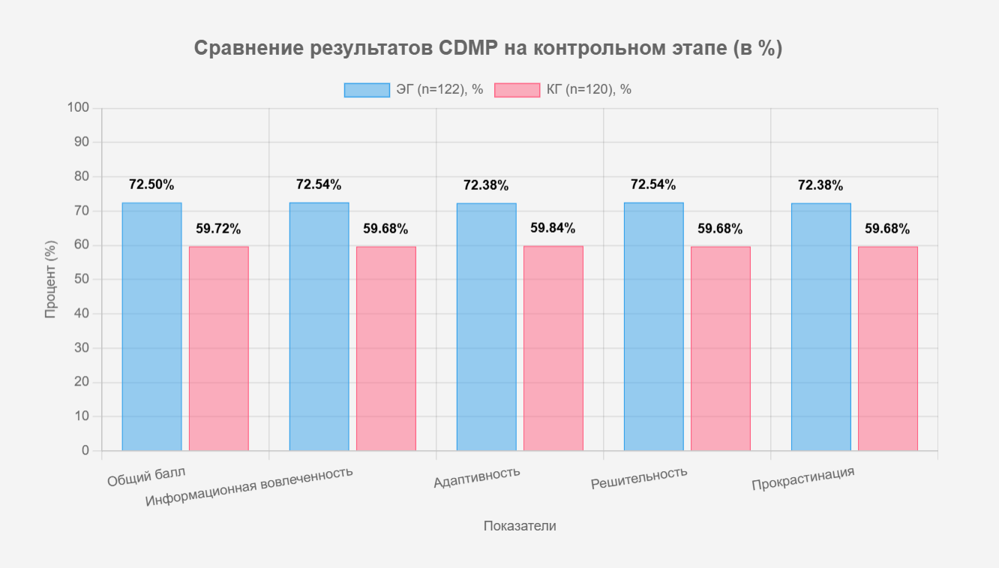 Сравнение результатов CDMP на контрольном этапе (в %)
ЭГ (n=122), % КГ (n=120), %
100
90
80
70
60
50
40
30
20
10
0
Процент (%)
72.50% 72.54% 72.38% 72.54% 72.38%
59.72% 59.68% 59.84% 59.68% 59.68%
Общий балл
Информационная вовлеченность
Адаптивность
Решительность
Прокрастинация
Показатели